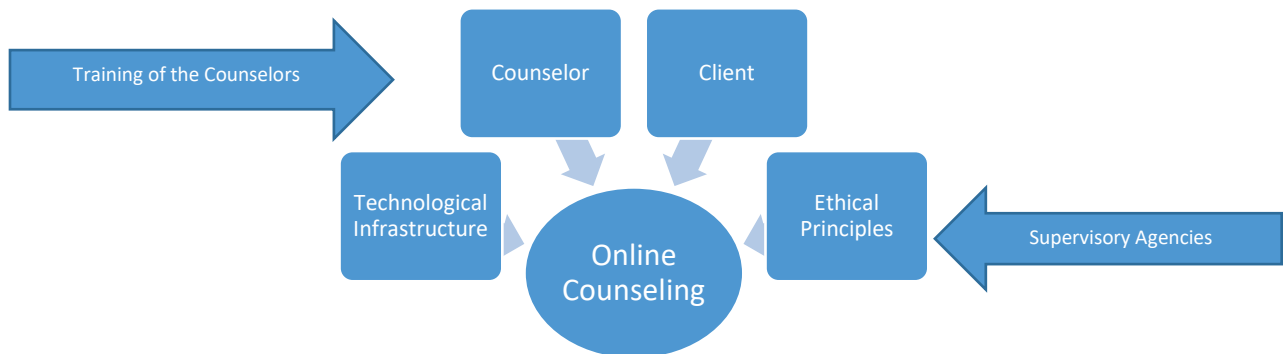 Training of the Counselors
Counselor
Client
Technological
Infrastructure
Ethical
Principles
Supervisory Agencies
Online
Counseling